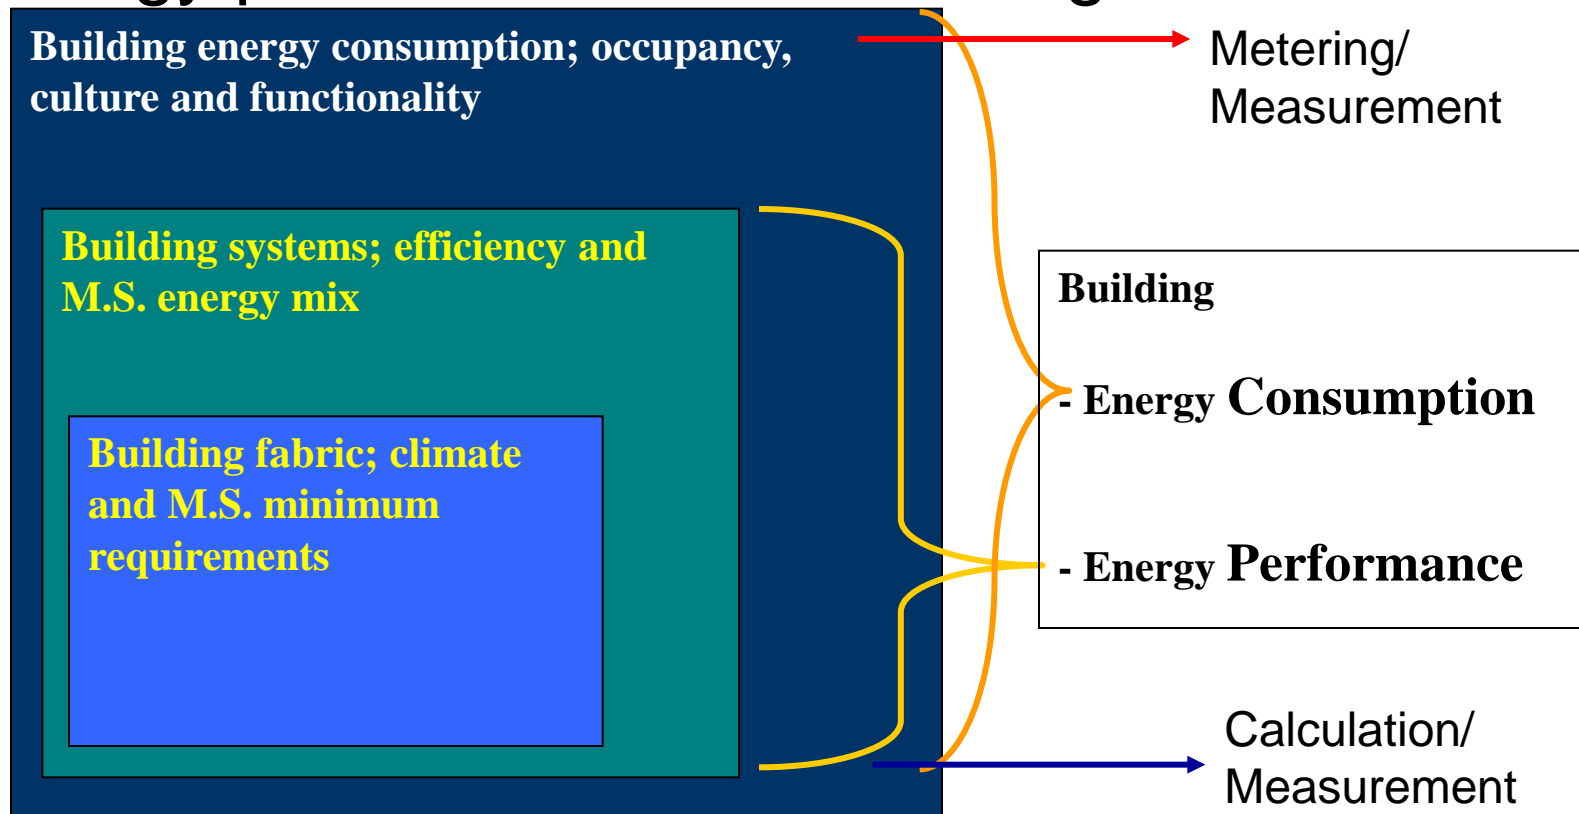 Building energy consumption; occupancy,
culture and functionality
Metering/
Measurement
Building systems; efficiency and
M.S. energy mix
Building fabric; climate
and M.S. minimum
requirements
Building
- Energy Consumption
- Energy Performance
Calculation/
Measurement